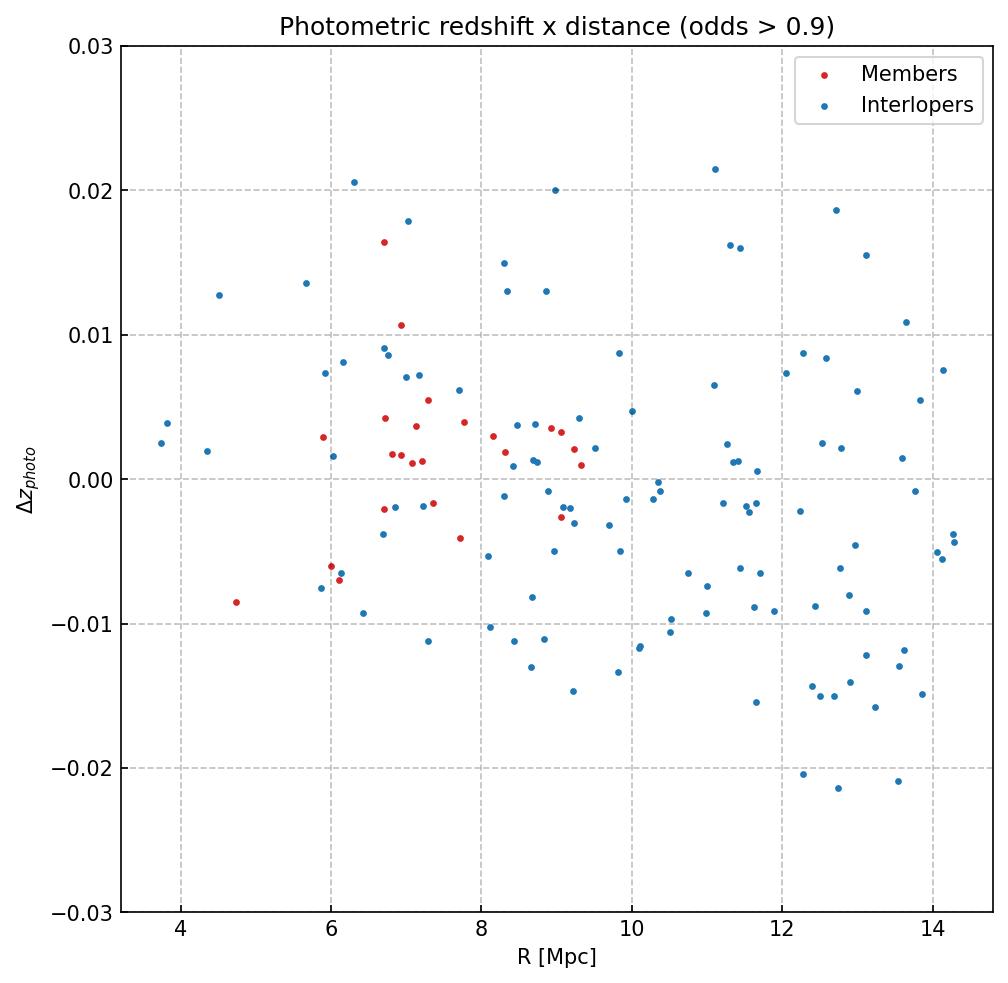 Photometric redshift x distance (odds > 0.9)
Members
Interlopers
0.03
0.02
0.01
0.00
−0.01
−0.02
−0.03
Δz_photo
4
6
8
10
12
14
R [Mpc]